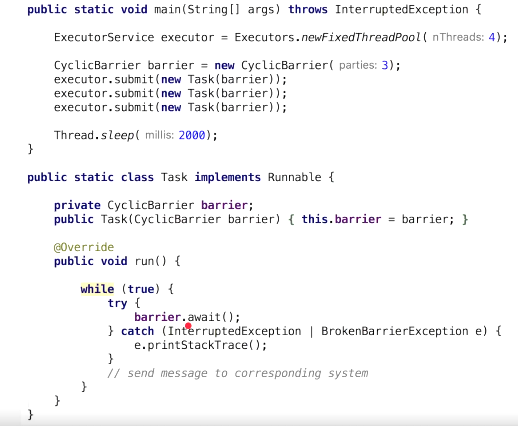 public static void main(String[] args) throws InterruptedException {
ExecutorService executor = Executors.newFixedThreadPool( nThreads: 4);
CyclicBarrier barrier = new CyclicBarrier( parties: 3);
executor.submit(new Task(barrier));
executor.submit(new Task(barrier));
executor.submit(new Task(barrier));
Thread.sleep( millis: 2000);
}
public static class Task implements Runnable {
private CyclicBarrier barrier;
public Task(CyclicBarrier barrier) { this.barrier = barrier; }
@Override
public void run() {
while (true) {
try {
barrier.await();
} catch (InterruptedException | BrokenBarrierException e) {
e.printStackTrace();
}
// send message to corresponding system
}
}
}